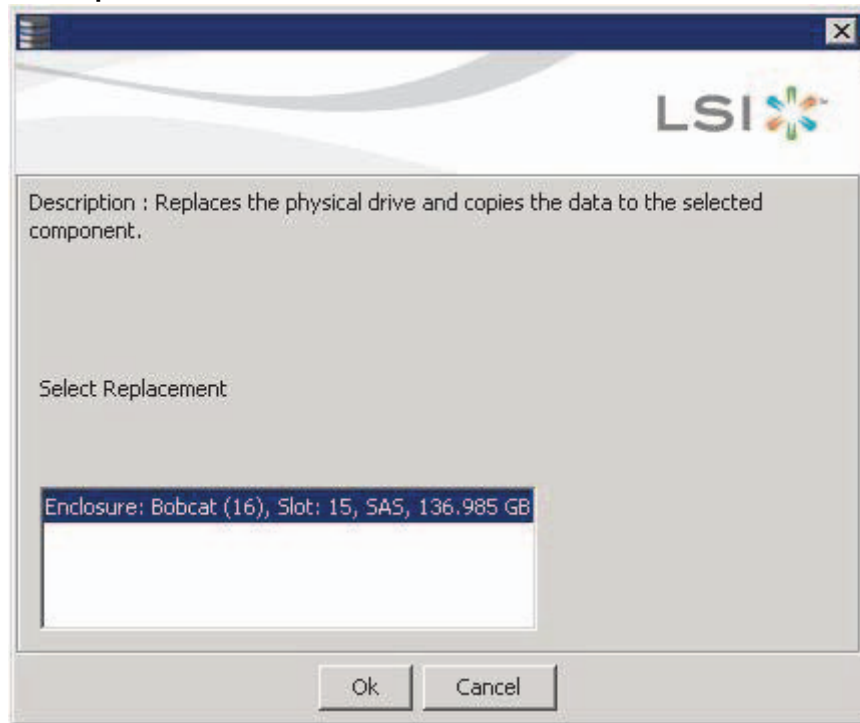 LSI
Description : Replaces the physical drive and copies the data to the selected
component.
Select Replacement
Enclosure: Bobcat (16), Slot: 15, SAS, 136.985 GB
Ok
Cancel